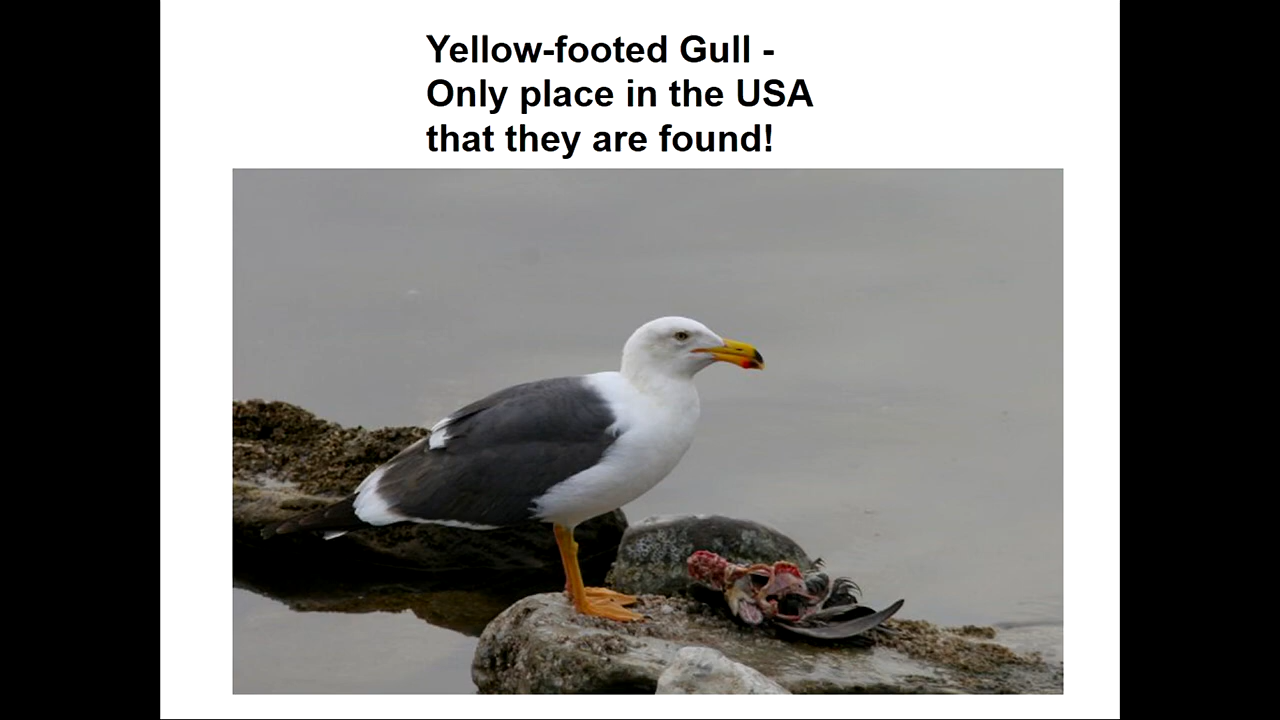 Yellow-footed Gull -
Only place in the USA
that they are found!